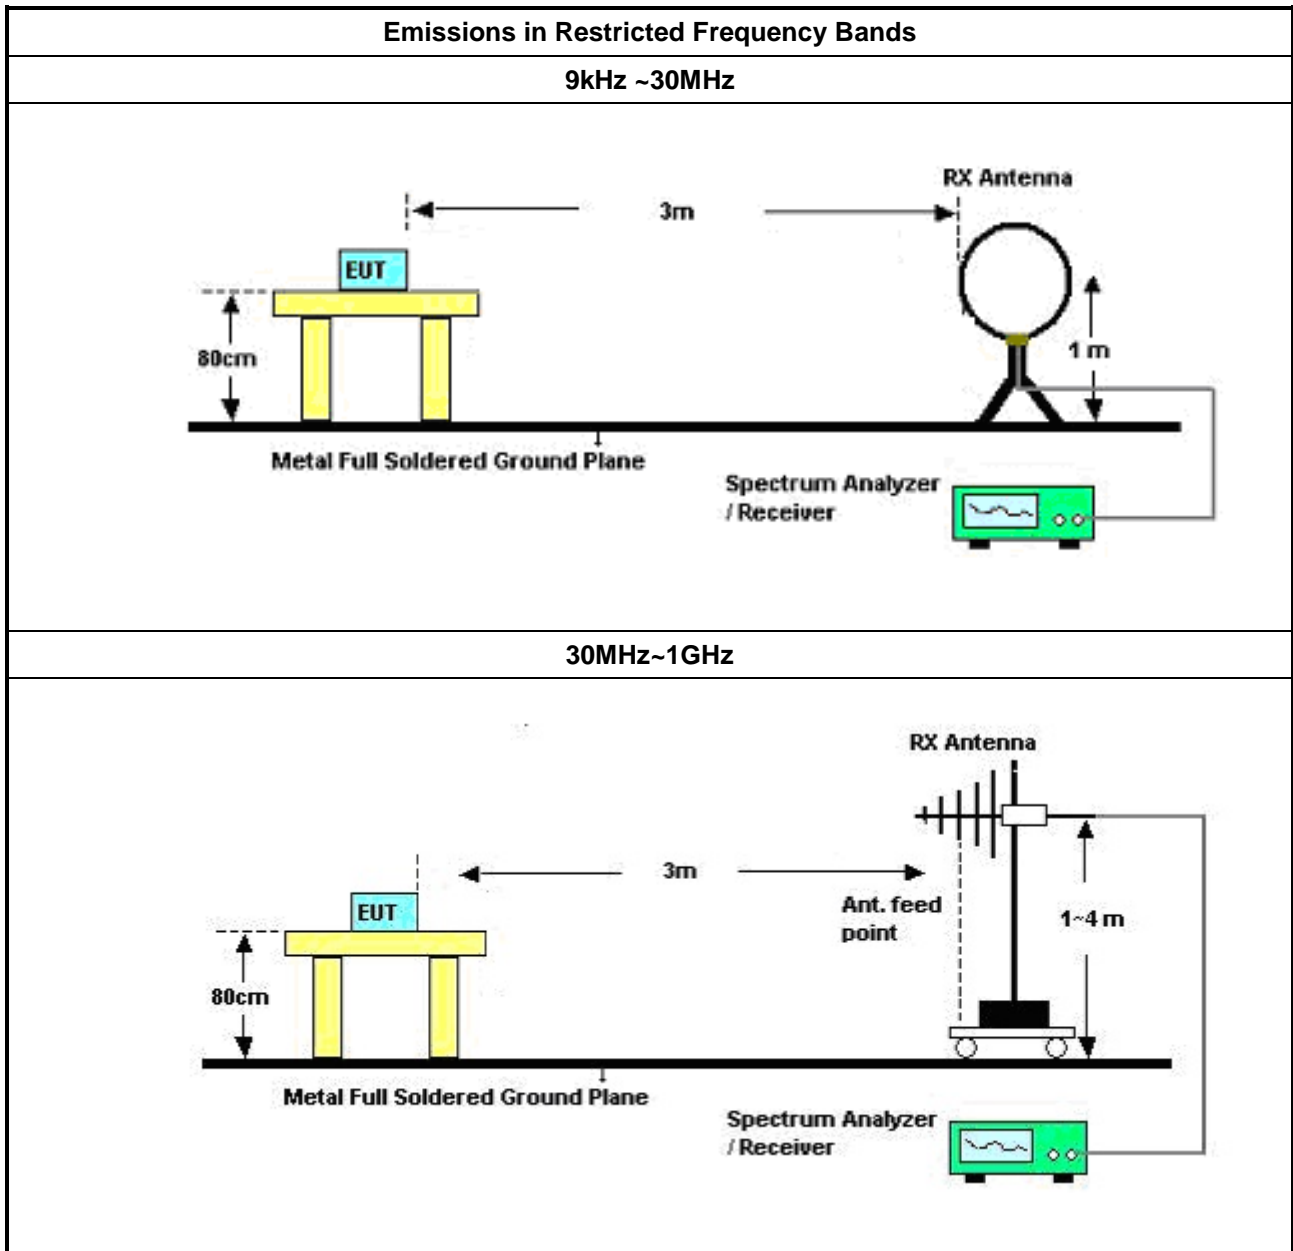 Emissions in Restricted Frequency Bands
9kHz ~30MHz
RX Antenna
3m
EUT
80cm
1 m
Metal Full Soldered Ground Plane
Spectrum Analyzer
/ Receiver
30MHz~1GHz
RX Antenna
3m
EUT
Ant. feed
point
1~4 m
80cm
Metal Full Soldered Ground Plane
Spectrum Analyzer
/ Receiver